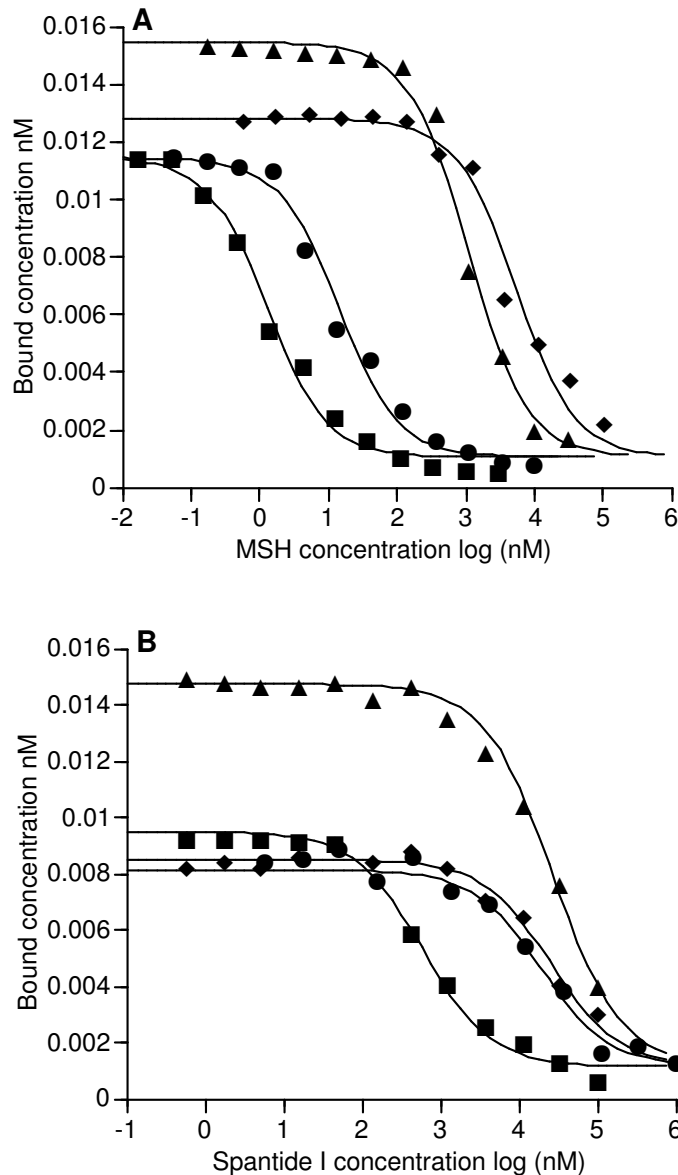 A
0.016
0.014
0.012
0.01
0.008
0.006
0.004
0.002
0
Bound concentration nM
-2 -1 0 1 2 3 4 5 6
MSH concentration log (nM)
B
0.016
0.014
0.012
0.01
0.008
0.006
0.004
0.002
0
Bound concentration nM
-1 0 1 2 3 4 5 6
Spantide I concentration log (nM)